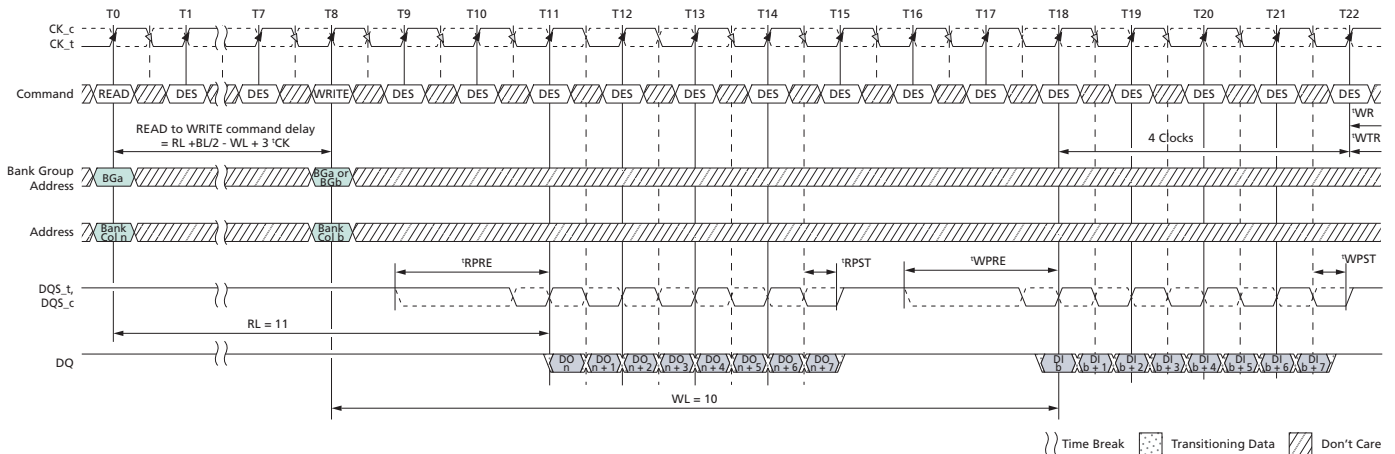 T0 T1 T7 T8 T9 T10 T11 T12 T13 T14 T15 T16 T17 T18 T19 T20 T21 T22
CK_c
CK_t
Command READ DES DES WRITE DES DES DES DES DES DES DES DES DES DES DES DES DES DES
tWR
READ to WRITE command delay
= RL +BL/2 - WL + 3 tCK
4 Clocks tWTR
Bank Group
Address
BGa
BGa or
BGb
Address
Bank
Col n
Bank
Col b
tRPRE tRPST tWPRE tWPST
DQS_t,
DQS_c
RL = 11
DQ
DO
n
DO
n + 1
DO
n + 2
DO
n + 3
DO
n + 4
DO
n + 5
DO
n + 6
DO
n + 7
DI
b
DI
b + 1
DI
b + 2
DI
b + 3
DI
b + 4
DI
b + 5
DI
b + 6
DI
b + 7
WL = 10
Time Break Transitioning Data Don't Care